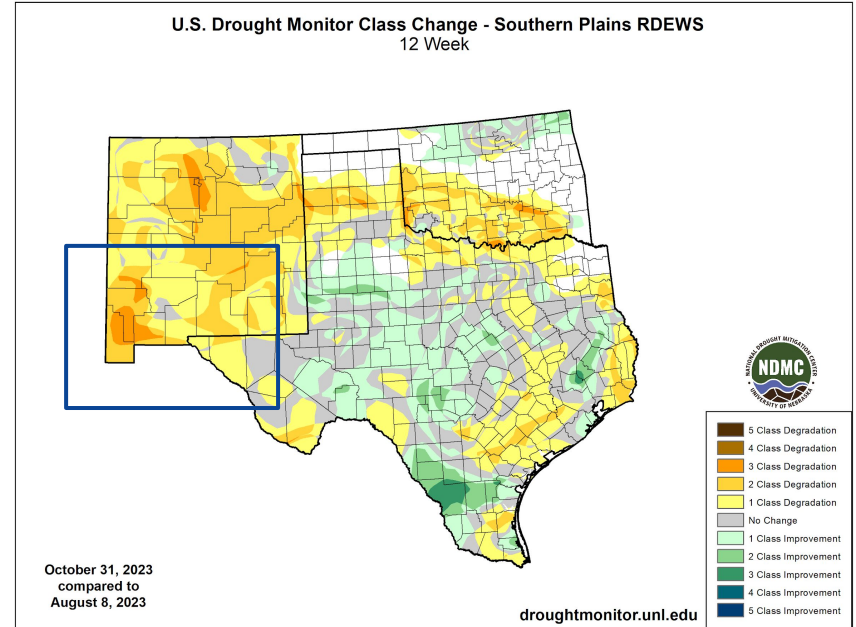 U.S. Drought Monitor Class Change - Southern Plains RDEWS
12 Week
NATIONAL DROUGHT MITIGATION CENTER
NDMC
UNIVERSITY OF NEBRASKA
5 Class Degradation
4 Class Degradation
3 Class Degradation
2 Class Degradation
1 Class Degradation
No Change
1 Class Improvement
2 Class Improvement
3 Class Improvement
4 Class Improvement
5 Class Improvement
October 31, 2023
compared to
August 8, 2023
droughtmonitor.unl.edu